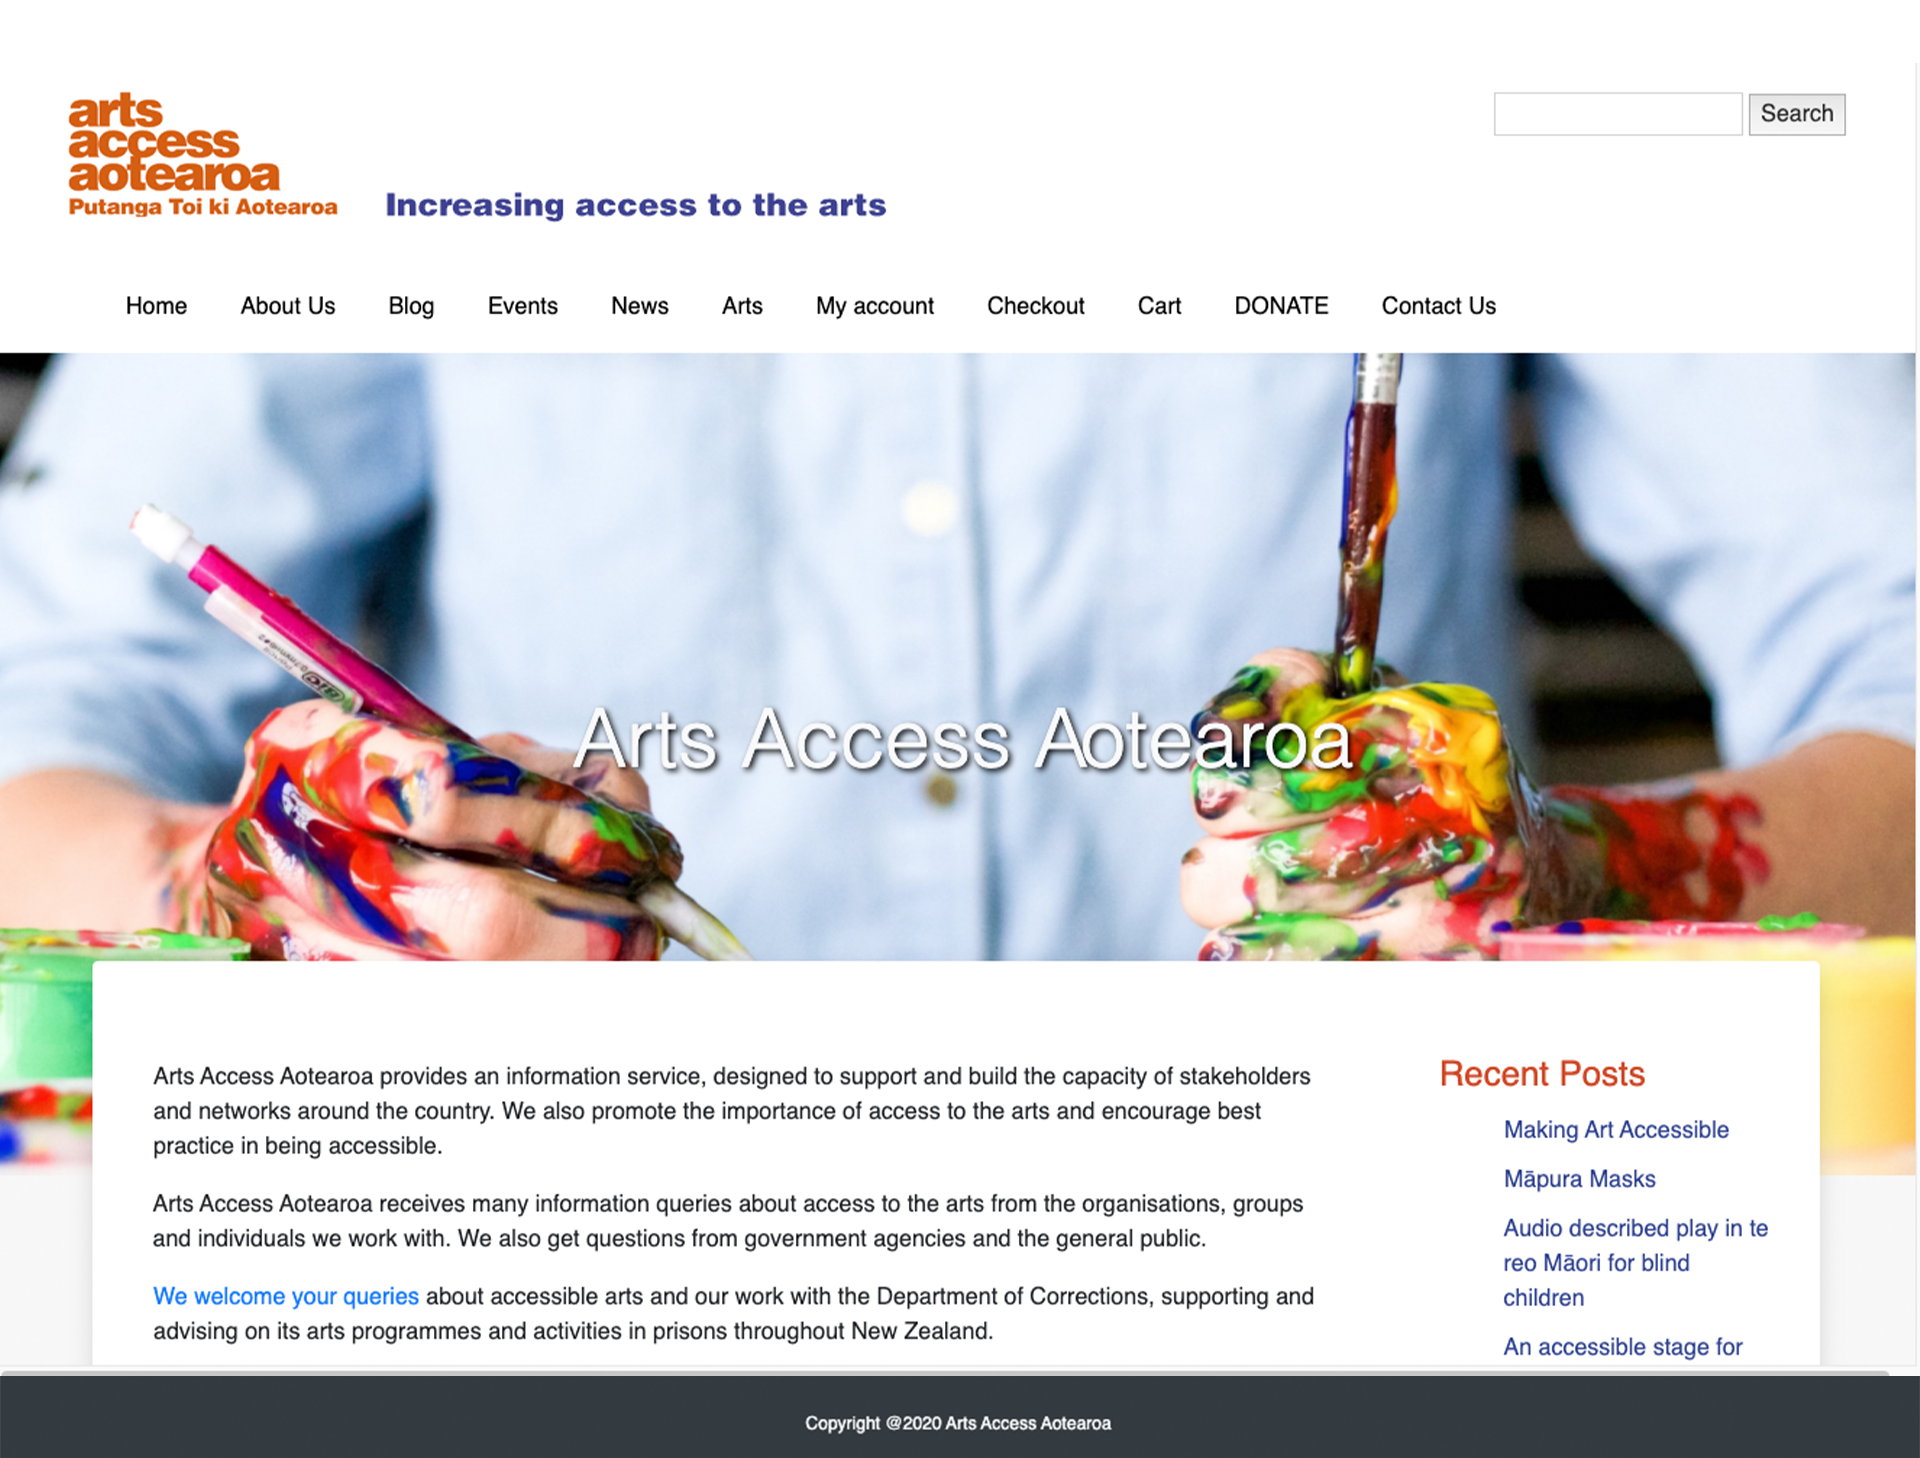 arts
access
aotearoa
Putanga Toi ki Aotearoa
Increasing access to the arts
Search
Home About Us Blog Events News Arts My account Checkout Cart DONATE Contact Us
BIC
Arts Access Aotearoa
Arts Access Aotearoa provides an information service, designed to support and build the capacity of stakeholders
and networks around the country. We also promote the importance of access to the arts and encourage best
practice in being accessible.
Arts Access Aotearoa receives many information queries about access to the arts from the organisations, groups
and individuals we work with. We also get questions from government agencies and the general public.
We welcome your queries about accessible arts and our work with the Department of Corrections, supporting and
advising on its arts programmes and activities in prisons throughout New Zealand.
Recent Posts
Making Art Accessible
Māpura Masks
Audio described play in te
reo Māori for blind
children
An accessible stage for
Copyright @2020 Arts Access Aotearoa